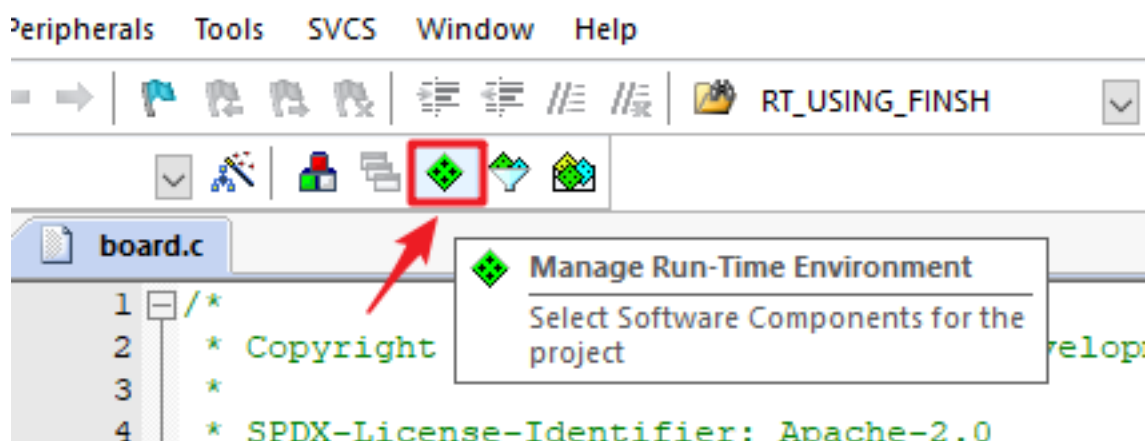 Peripherals Tools SVCS Window Help
RT_USING_FINSH
board.c
Manage Run-Time Environment
Select Software Components for the
project
1 /*
2 * Copyright
3 *
4 * SPDX-License-Identifier: Apache-2.0